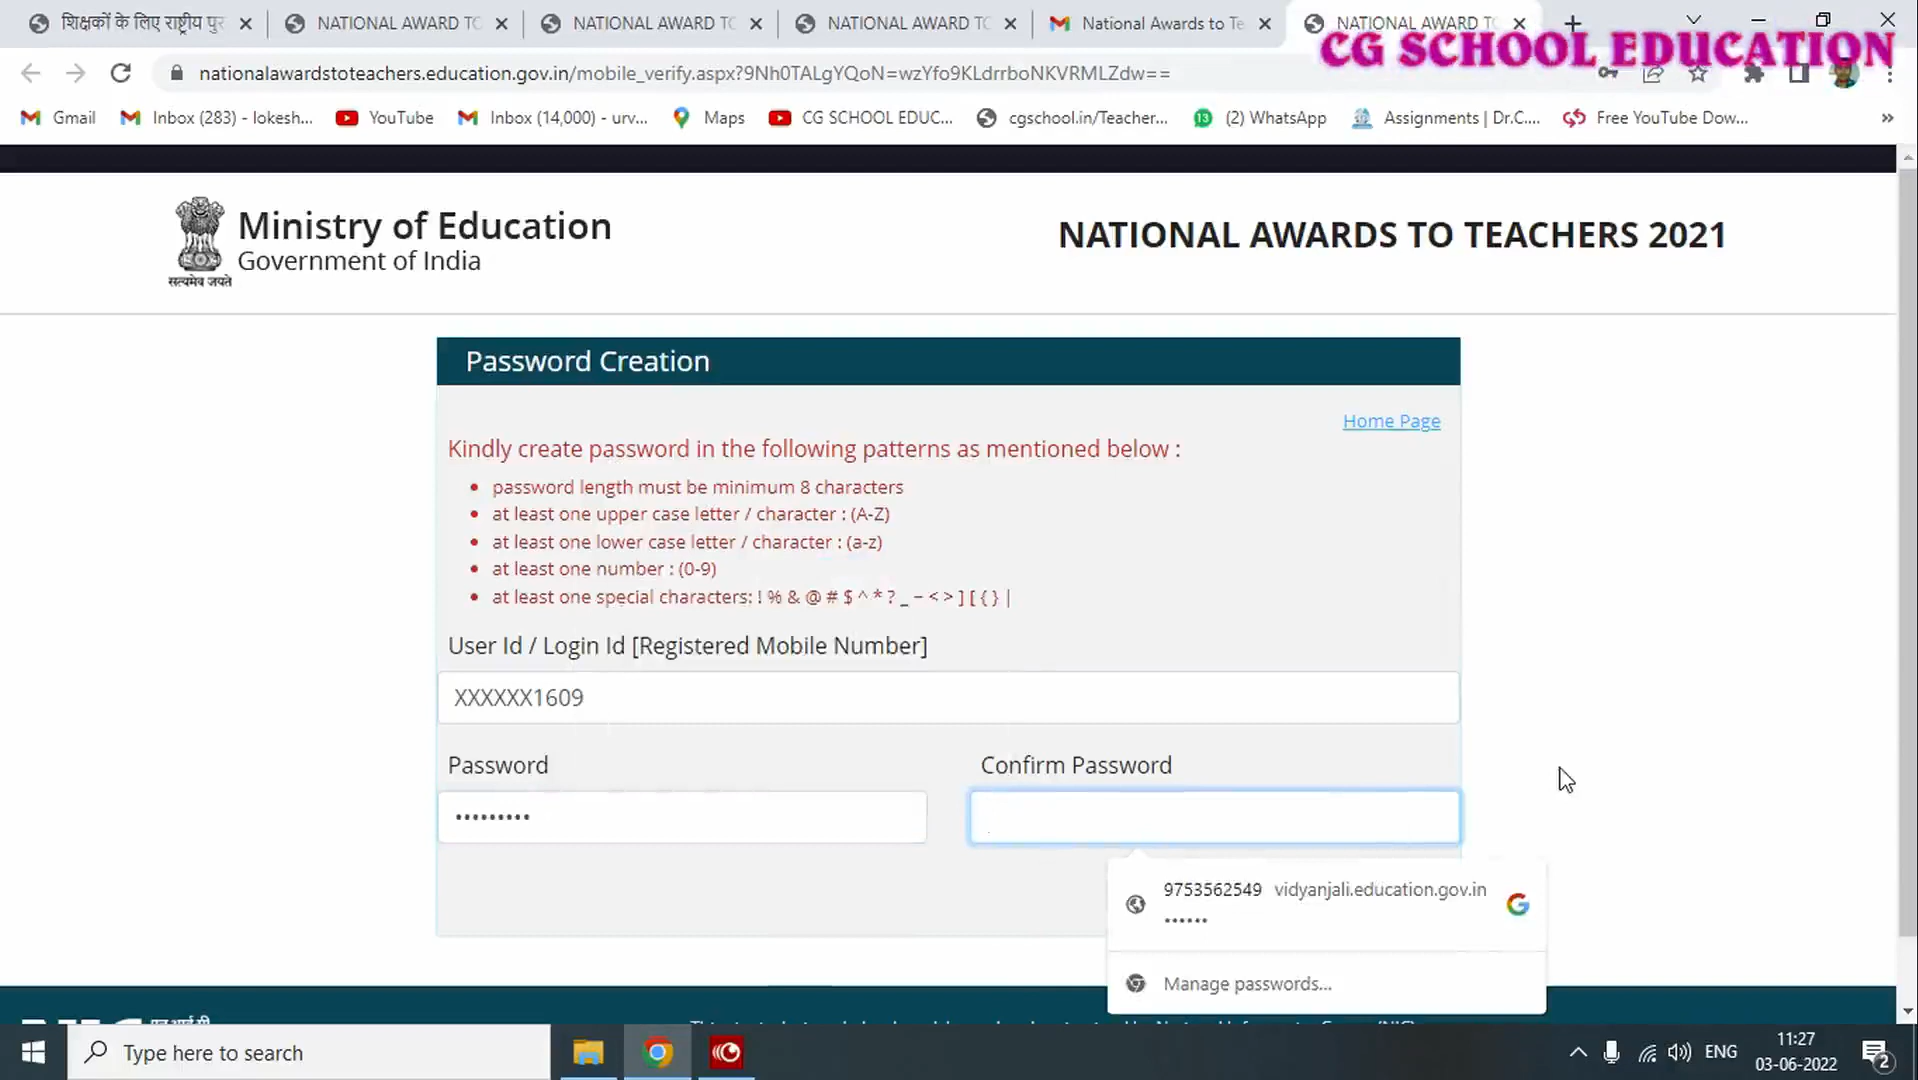 शिक्षकों के लिए राष्ट्रीय पुर
NATIONAL AWARD TO
NATIONAL AWARD TO
NATIONAL AWARD TO
National Awards to Te
NATIONAL AWARD TO
CG SCHOOL EDUCATION
nationalawardstoteachers.education.gov.in/mobile_verify.aspx?9Nh0TALgYQoN=wzYfo9KLdrrboNKVRMLZdw==
Gmail
Inbox (283) - lokesh...
YouTube
Inbox (14,000) - urv...
Maps
CG SCHOOL EDUC...
cgschool.in/Teacher...
13
(2) WhatsApp
Assignments | Dr.C....
Free YouTube Dow...
»
Ministry of Education
Government of India
सत्यमेव जयते
NATIONAL AWARDS TO TEACHERS 2021
Password Creation
Home Page
Kindly create password in the following patterns as mentioned below :
• password length must be minimum 8 characters
• at least one upper case letter / character : (A-Z)
• at least one lower case letter / character : (a-z)
• at least one number : (0-9)
• at least one special characters: ! % & @ # $ ^ * ? _ ~ < > ] [ { } |
User Id / Login Id [Registered Mobile Number]
XXXXXX1609
Password
Confirm Password
•••••••••
9753562549 vidyanjali.education.gov.in
••••••
Manage passwords...
Type here to search
ENG
11:27
03-06-2022
2